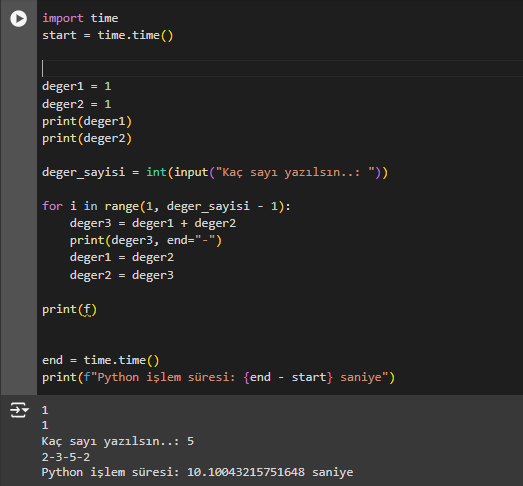 import time
start = time.time()
deger1 = 1
deger2 = 1
print(deger1)
print(deger2)
deger_sayisi = int(input("Kaç sayı yazılsın..: "))
for i in range(1, deger_sayisi - 1):
    deger3 = deger1 + deger2
    print(deger3, end="-")
    deger1 = deger2
    deger2 = deger3
print(f)
end = time.time()
print(f"Python işlem süresi: {end - start} saniye")
1
1
Kaç sayı yazılsın..: 5
2-3-5-2
Python işlem süresi: 10.10043215751648 saniye